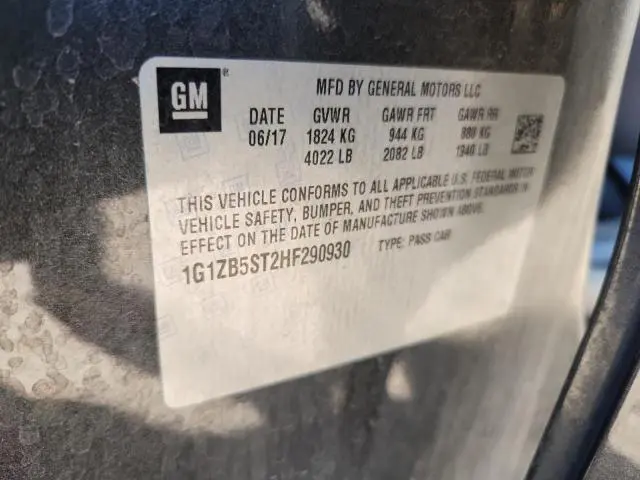 GM ®
MFD BY GENERAL MOTORS LLC
DATE GVWR GAWR FRT GAWR RR
06/17 1824 KG 944 KG 880 KG
4022 LB 2082 LB 1940 LB
THIS VEHICLE CONFORMS TO ALL APPLICABLE U.S. FEDERAL MOTOR
VEHICLE SAFETY, BUMPER, AND THEFT PREVENTION STANDARDS IN
EFFECT ON THE DATE OF MANUFACTURE SHOWN ABOVE.
1G1ZB5ST2HF290930 TYPE: PASS CAR